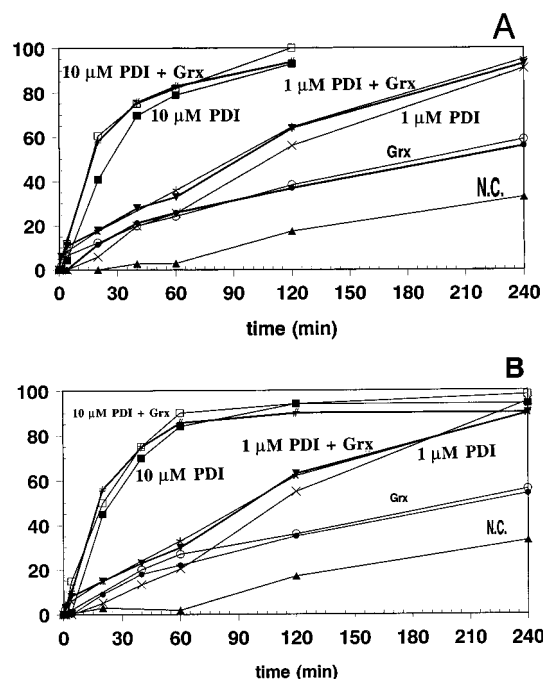 A
100
80
60
40
20
0
10 μM PDI + Grx
10 μM PDI
1 μM PDI + Grx
1 μM PDI
Grx
N.C.
0 30 60 90 120 150 180 210 240
time (min)
B
100
80
60
40
20
0
10 μM PDI + Grx
10 μM PDI
1 μM PDI + Grx
1 μM PDI
Grx
N.C.
0 30 60 90 120 150 180 210 240
time (min)